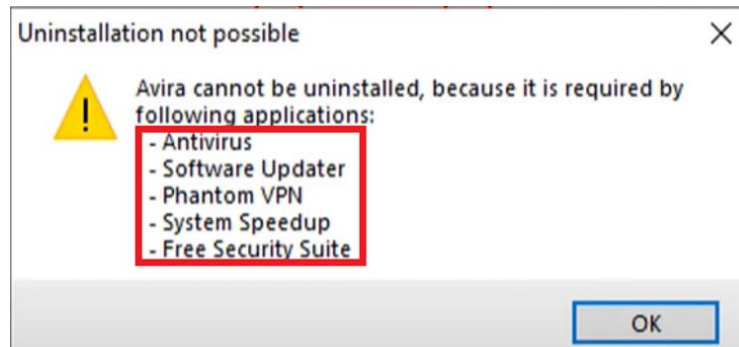 Uninstallation not possible
Avira cannot be uninstalled, because it is required by
following applications:
- Antivirus
- Software Updater
- Phantom VPN
- System Speedup
- Free Security Suite
OK